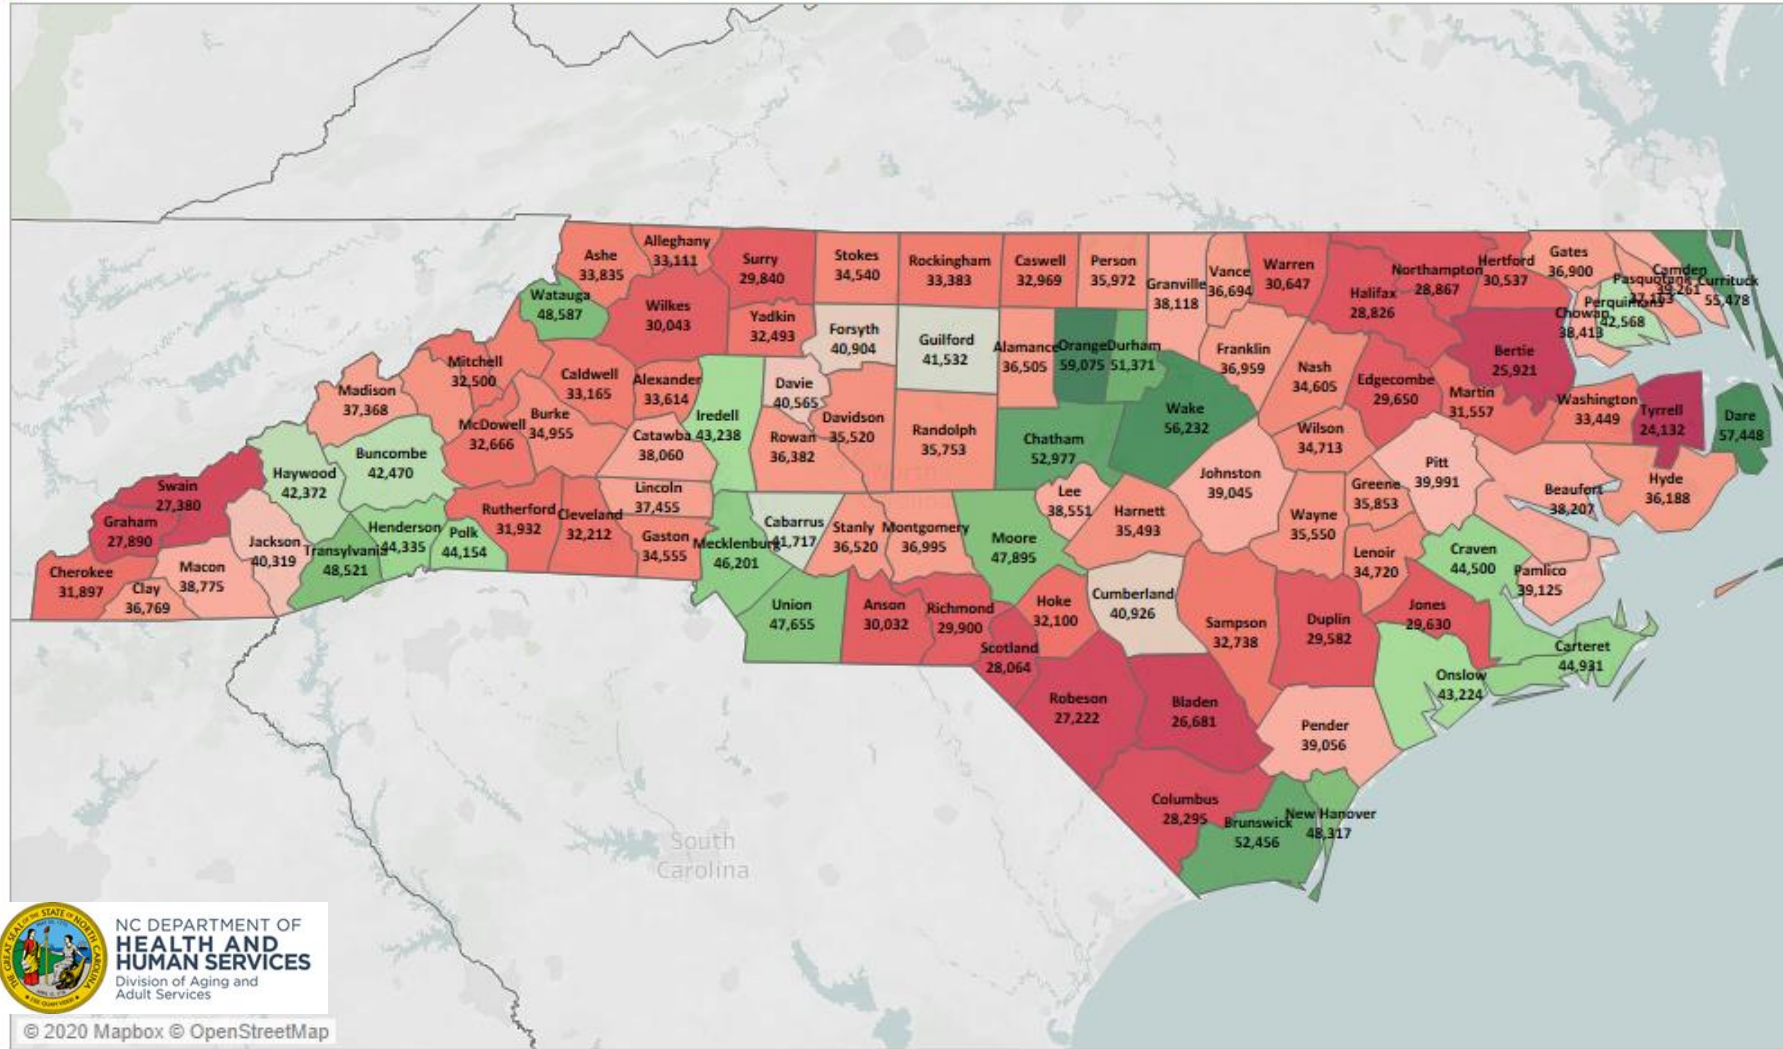 Ashe
33,835
Alleghany
33,111
Surry
29,840
Stokes
34,540
Rockingham
33,383
Caswell
32,969
Person
35,972
Granville
38,118
Vance
36,694
Warren
30,647
Northampton
28,867
Halifax
28,826
Hertford
30,537
Gates
36,900
Pasquotank
Camden
39,261
Currituck
55,478
Perquimans
42,568
Chowan
38,413
Watauga
48,587
Wilkes
30,043
Yadkin
32,493
Forsyth
40,904
Guilford
41,532
Alamance
36,505
Orange
59,075
Durham
51,371
Franklin
36,959
Nash
34,605
Edgecombe
29,650
Bertie
25,921
Martin
31,557
Washington
33,449
Tyrrell
24,132
Dare
57,448
Mitchell
32,500
Caldwell
33,165
Alexander
33,614
Iredell
43,238
Davie
40,565
Davidson
35,520
Randolph
35,753
Chatham
52,977
Wake
56,232
Wilson
34,713
Madison
37,368
McDowell
32,666
Burke
34,955
Catawba
38,060
Rowan
36,382
Johnston
39,045
Greene
35,853
Pitt
39,991
Beaufort
38,207
Hyde
36,188
Swain
27,380
Haywood
42,372
Buncombe
42,470
Graham
27,890
Jackson
40,319
Transylvania
48,521
Henderson
44,335
Polk
44,154
Rutherford
31,932
Cleveland
32,212
Lincoln
37,455
Gaston
34,555
Mecklenburg
46,201
Cabarrus
41,717
Stanly
36,520
Montgomery
36,995
Moore
47,895
Lee
38,551
Harnett
35,493
Wayne
35,550
Lenoir
34,720
Craven
44,500
Pamlico
39,125
Cherokee
31,897
Clay
36,769
Macon
38,775
Union
47,655
Anson
30,032
Richmond
29,900
Scotland
28,064
Hoke
32,100
Cumberland
40,926
Sampson
32,738
Duplin
29,582
Jones
29,630
Onslow
43,224
Carteret
44,931
Robeson
27,222
Bladen
26,681
Pender
39,056
Columbus
28,295
Brunswick
52,456
New Hanover
48,317
South
Carolina
NC DEPARTMENT OF
HEALTH AND
HUMAN SERVICES
Division of Aging and
Adult Services
© 2020 Mapbox © OpenStreetMap